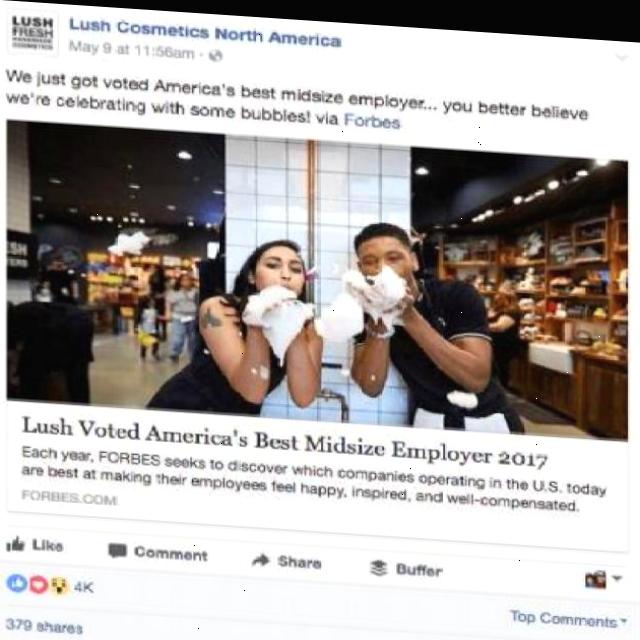 LUSH
FRESH
HANDMADE
COSMETICS
Lush Cosmetics North America
May 9 at 11:56am ·
We just got voted America's best midsize employer... you better believe
we're celebrating with some bubbles! via Forbes
Lush Voted America's Best Midsize Employer 2017
Each year, FORBES seeks to discover which companies operating in the U.S. today
are best at making their employees feel happy, inspired, and well-compensated.
FORBES.COM
Like Comment Share Buffer
4K
Top Comments
379 shares